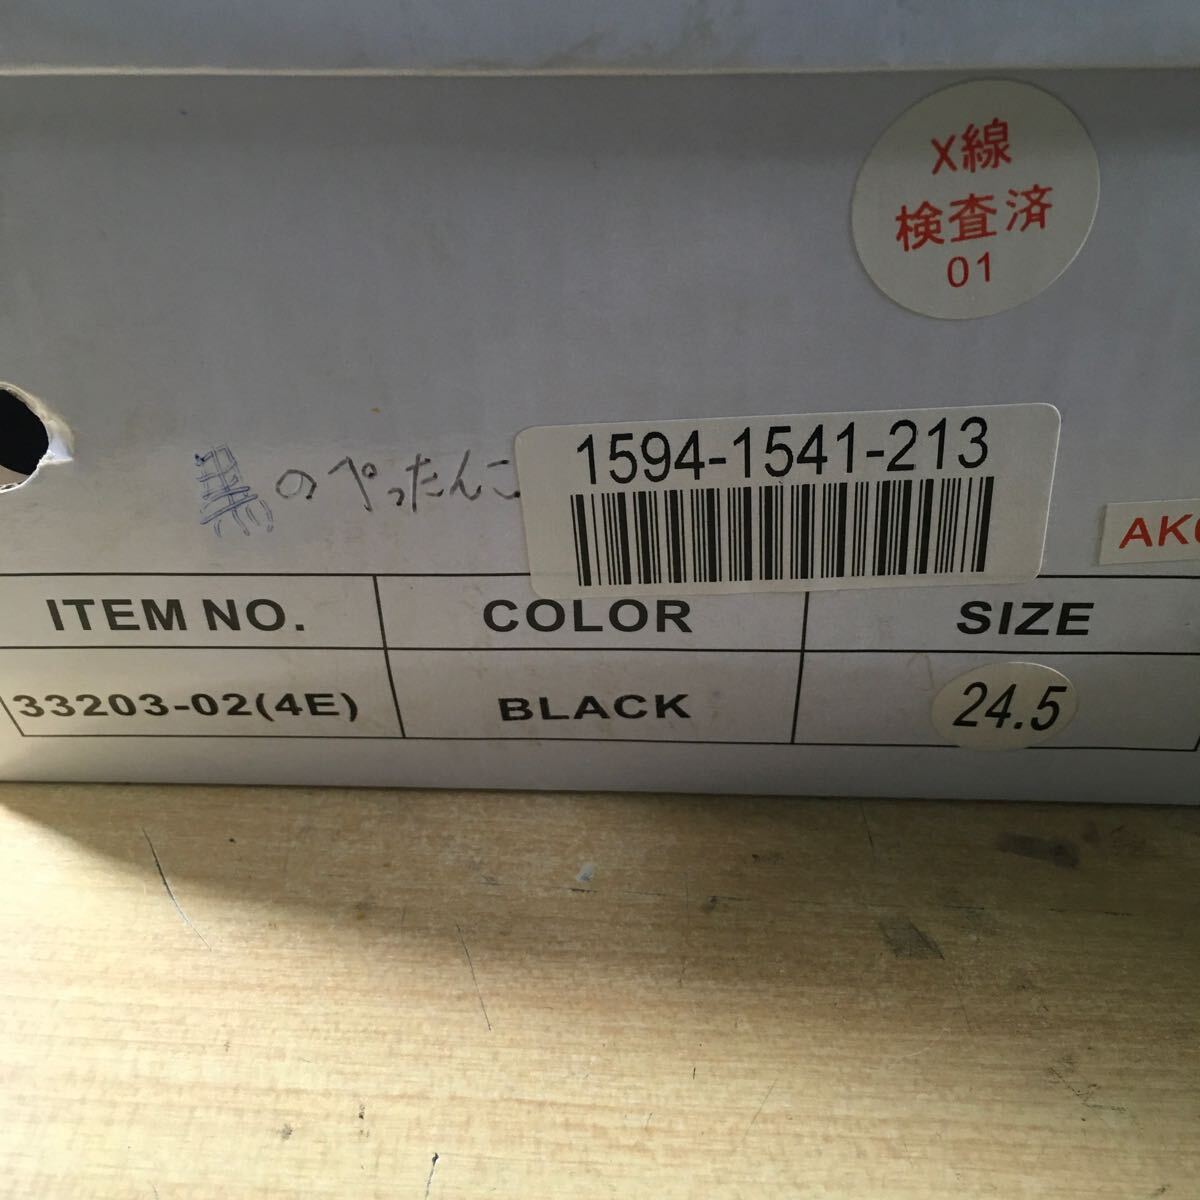 X線
検査済
01
1594-1541-213
黒のぺったんこ
AK
ITEM NO. COLOR SIZE
33203-02(4E) BLACK 24.5